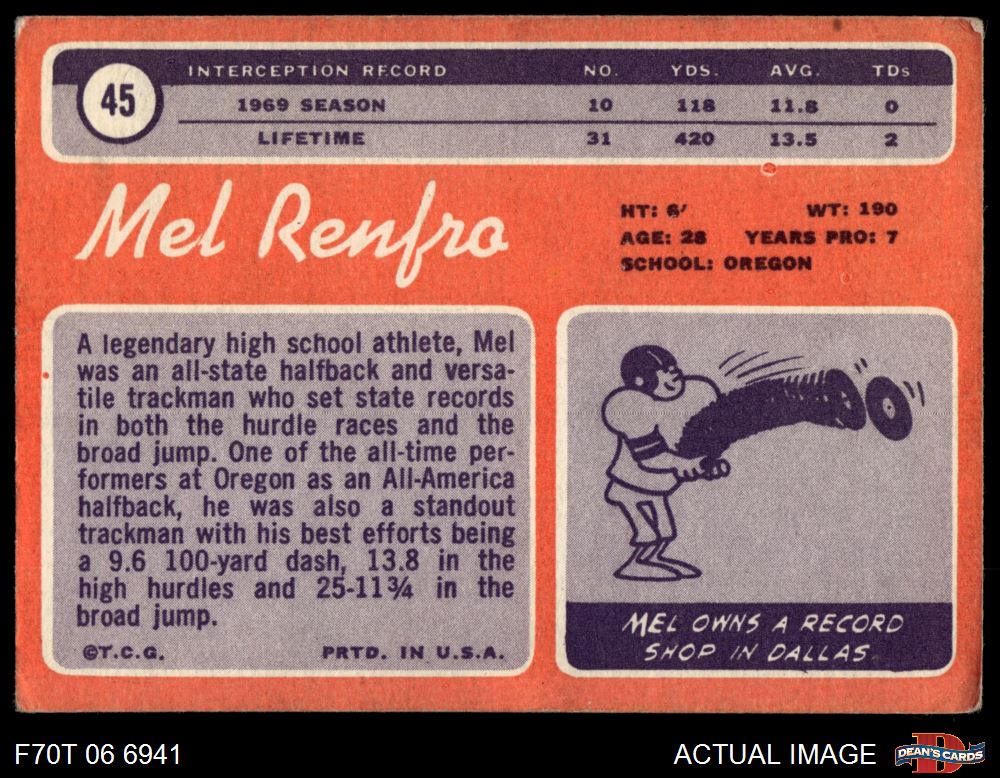 45
INTERCEPTION RECORD NO. YDS. AVG. TDs
1969 SEASON 10 118 11.8 0
LIFETIME 31 420 13.5 2
Mel Renfro
HT: 6' WT: 190
AGE: 28 YEARS PRO: 7
SCHOOL: OREGON
A legendary high school athlete, Mel
was an all-state halfback and versa-
tile trackman who set state records
in both the hurdle races and the
broad jump. One of the all-time per-
formers at Oregon as an All-America
halfback, he was also a standout
trackman with his best efforts being
a 9.6 100-yard dash, 13.8 in the
high hurdles and 25-11¾ in the
broad jump.
©T.C.G. PRTD. IN U.S.A.
MEL OWNS A RECORD
SHOP IN DALLAS.
F70T 06 6941
ACTUAL IMAGE
D
DEAN'S CARDS